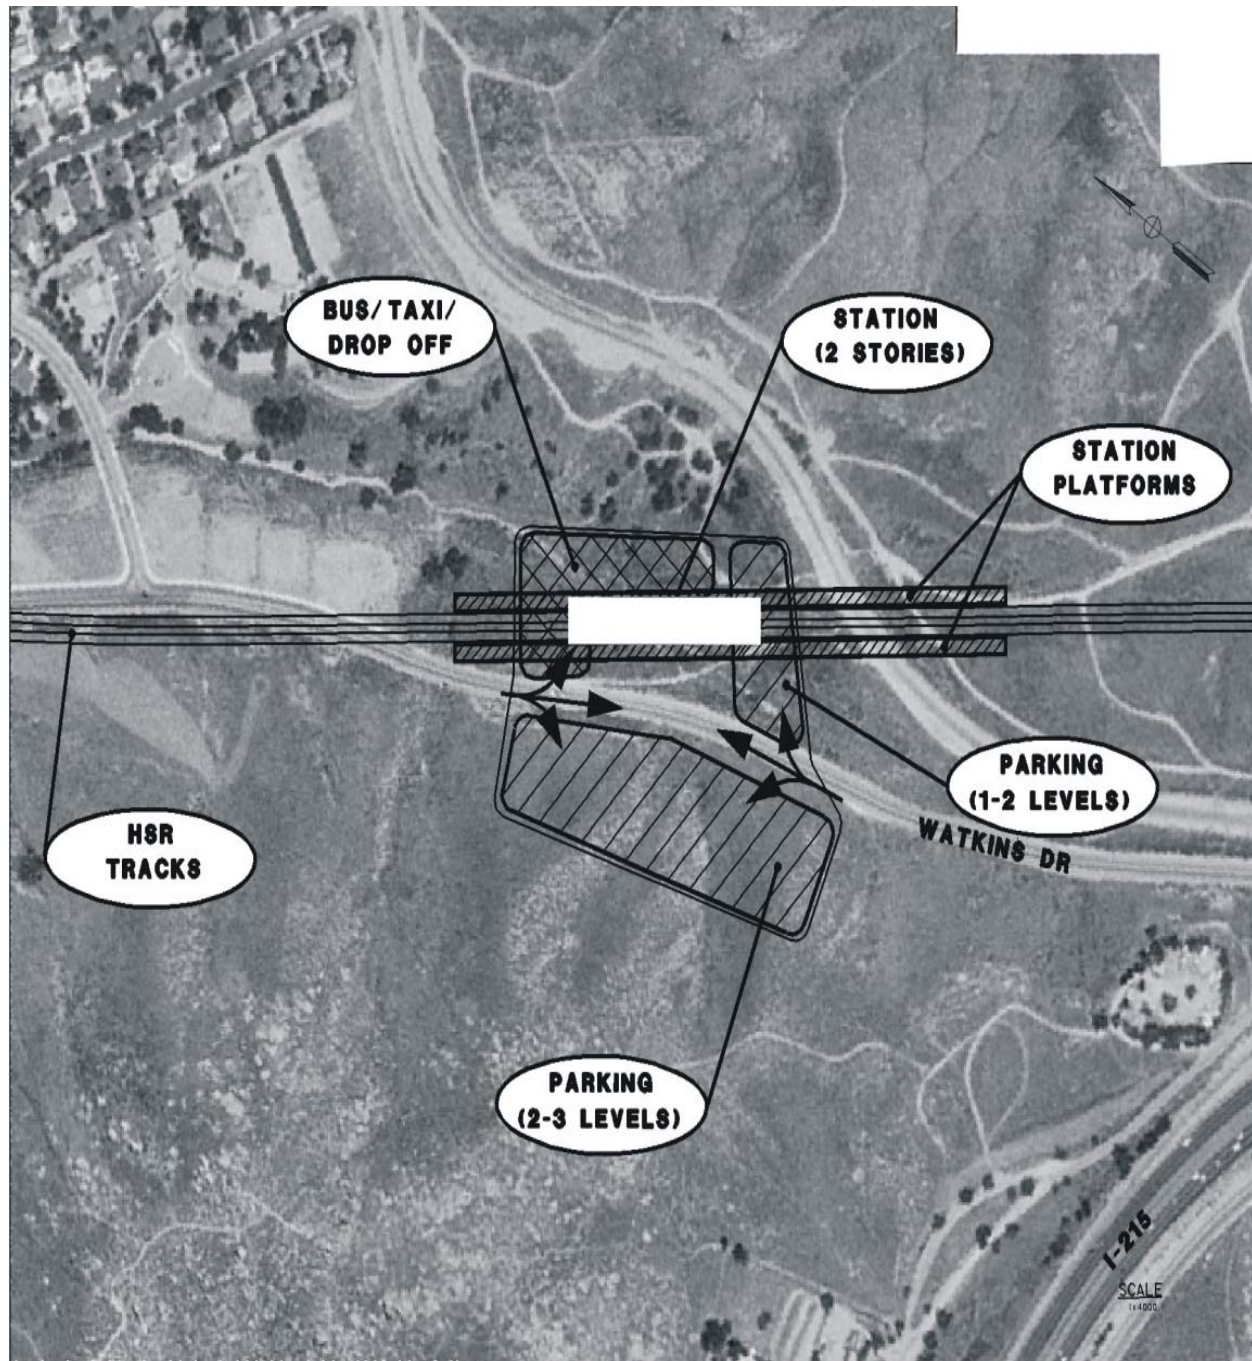 BUS/TAXI/
DROP OFF
STATION
(2 STORIES)
STATION
PLATFORMS
PARKING
(1-2 LEVELS)
WATKINS DR
HSR
TRACKS
PARKING
(2-3 LEVELS)
I-215
SCALE
1x4000